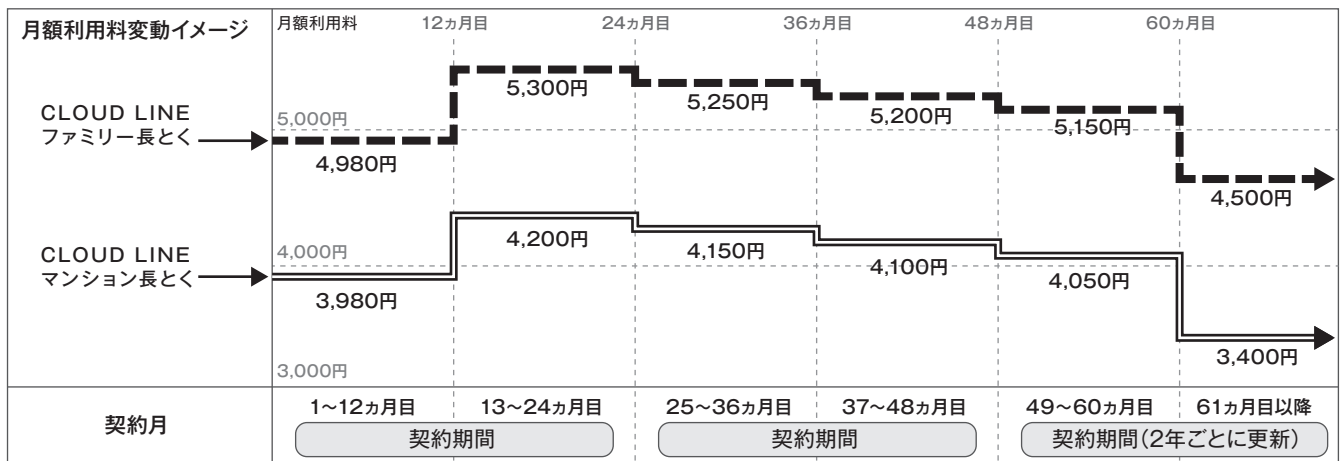 月額利用料変動イメージ
月額利用料
12ヵ月目
24ヵ月目
36ヵ月目
48ヵ月目
60ヵ月目
CLOUD LINE
ファミリー長とく
5,000円
4,980円
5,300円
5,250円
5,200円
5,150円
4,500円
CLOUD LINE
マンション長とく
4,000円
3,980円
4,200円
4,150円
4,100円
4,050円
3,400円
3,000円
契約月
1〜12ヵ月目
13〜24ヵ月目
25〜36ヵ月目
37〜48ヵ月目
49〜60ヵ月目
61ヵ月目以降
契約期間
契約期間
契約期間(2年ごとに更新)